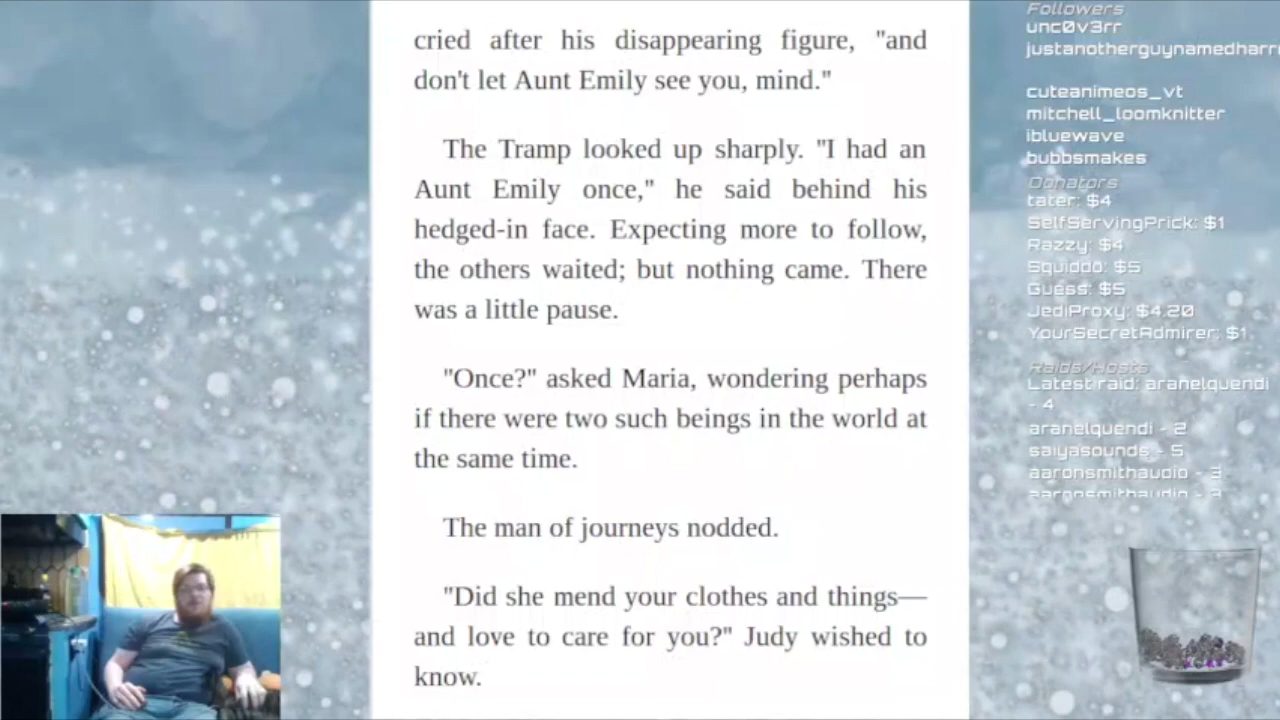 cried after his disappearing figure, "and
don't let Aunt Emily see you, mind."
The Tramp looked up sharply. "I had an
Aunt Emily once," he said behind his
hedged-in face. Expecting more to follow,
the others waited; but nothing came. There
was a little pause.
"Once?" asked Maria, wondering perhaps
if there were two such beings in the world at
the same time.
The man of journeys nodded.
"Did she mend your clothes and things—
and love to care for you?" Judy wished to
know.
Followers
unc0v3rr
cuteanimeos_vt
mitchell_loomknitter
ibluewave
bubbsmakes
Donators
tater: $4
SelfServingPrick: $1
Razzy: $4
Squidd0: $5
Guess: $5
JediProxy: $4.20
YourSecretAdmirer: $1
Raids/Hosts
Latest raid: aranelquendi
- 4
aranelquendi - 2
saiyasounds - 5
aaronsmithaudio - 3
aaronsmithaudio - 3